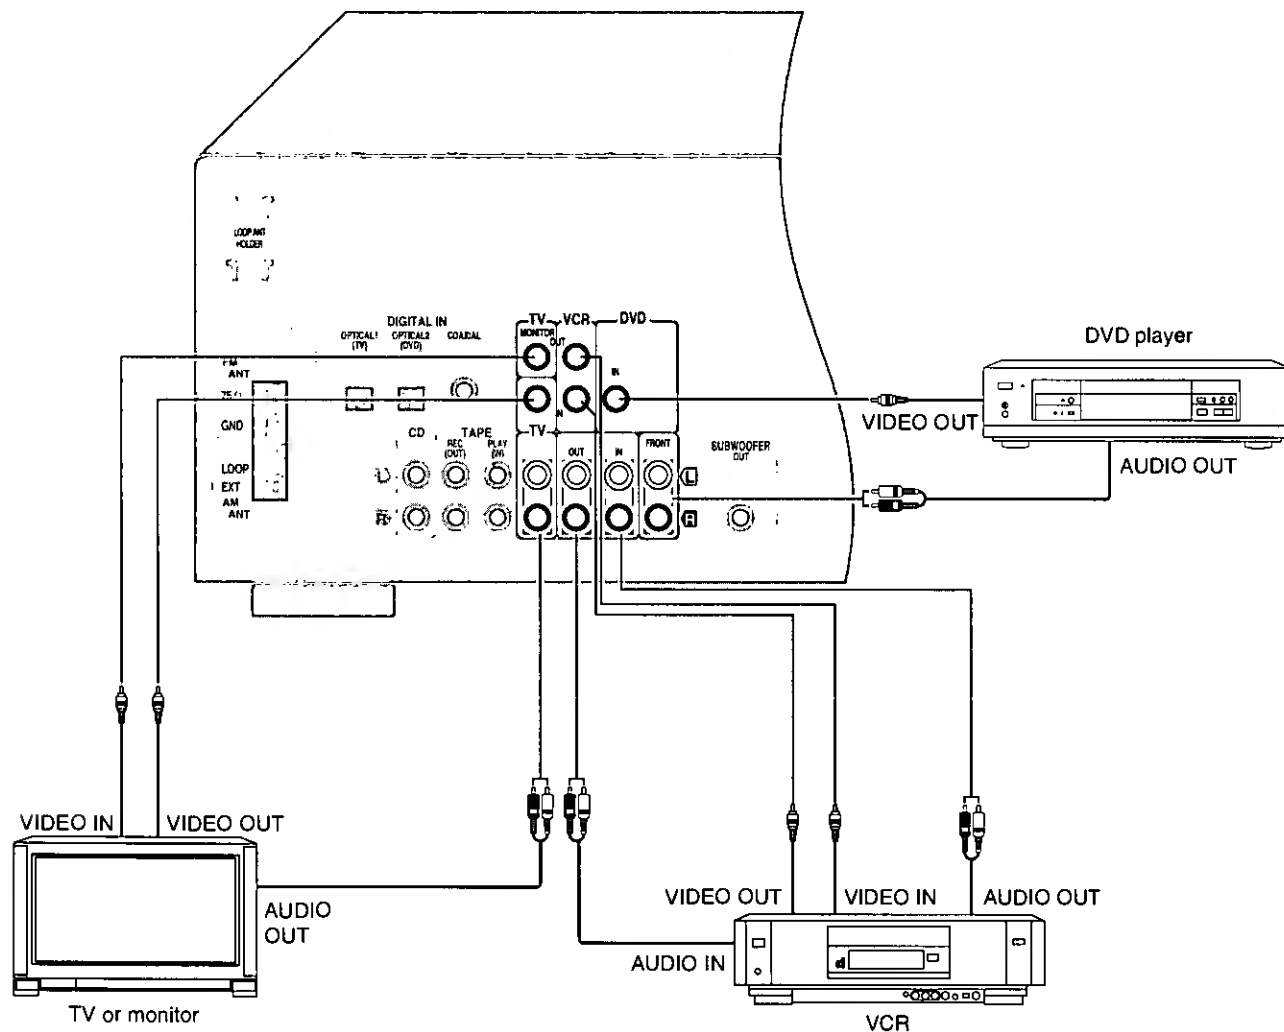 LOOP ANT
HOLDER
DIGITAL IN
OPTICAL1
(TV)
OPTICAL2
(DVD)
COAXIAL
TV
MONITOR
OUT
VCR
DVD
IN
IN
FM
ANT
75Ω
GND
LOOP
EXT
AM
ANT
CD
TAPE
REC
(OUT)
PLAY
(IN)
TV
OUT
IN
FRONT
L
R
L
R
SUBWOOFER
OUT
DVD player
VIDEO OUT
AUDIO OUT
VIDEO IN
VIDEO OUT
AUDIO
OUT
TV or monitor
VIDEO OUT
VIDEO IN
AUDIO OUT
AUDIO IN
VCR